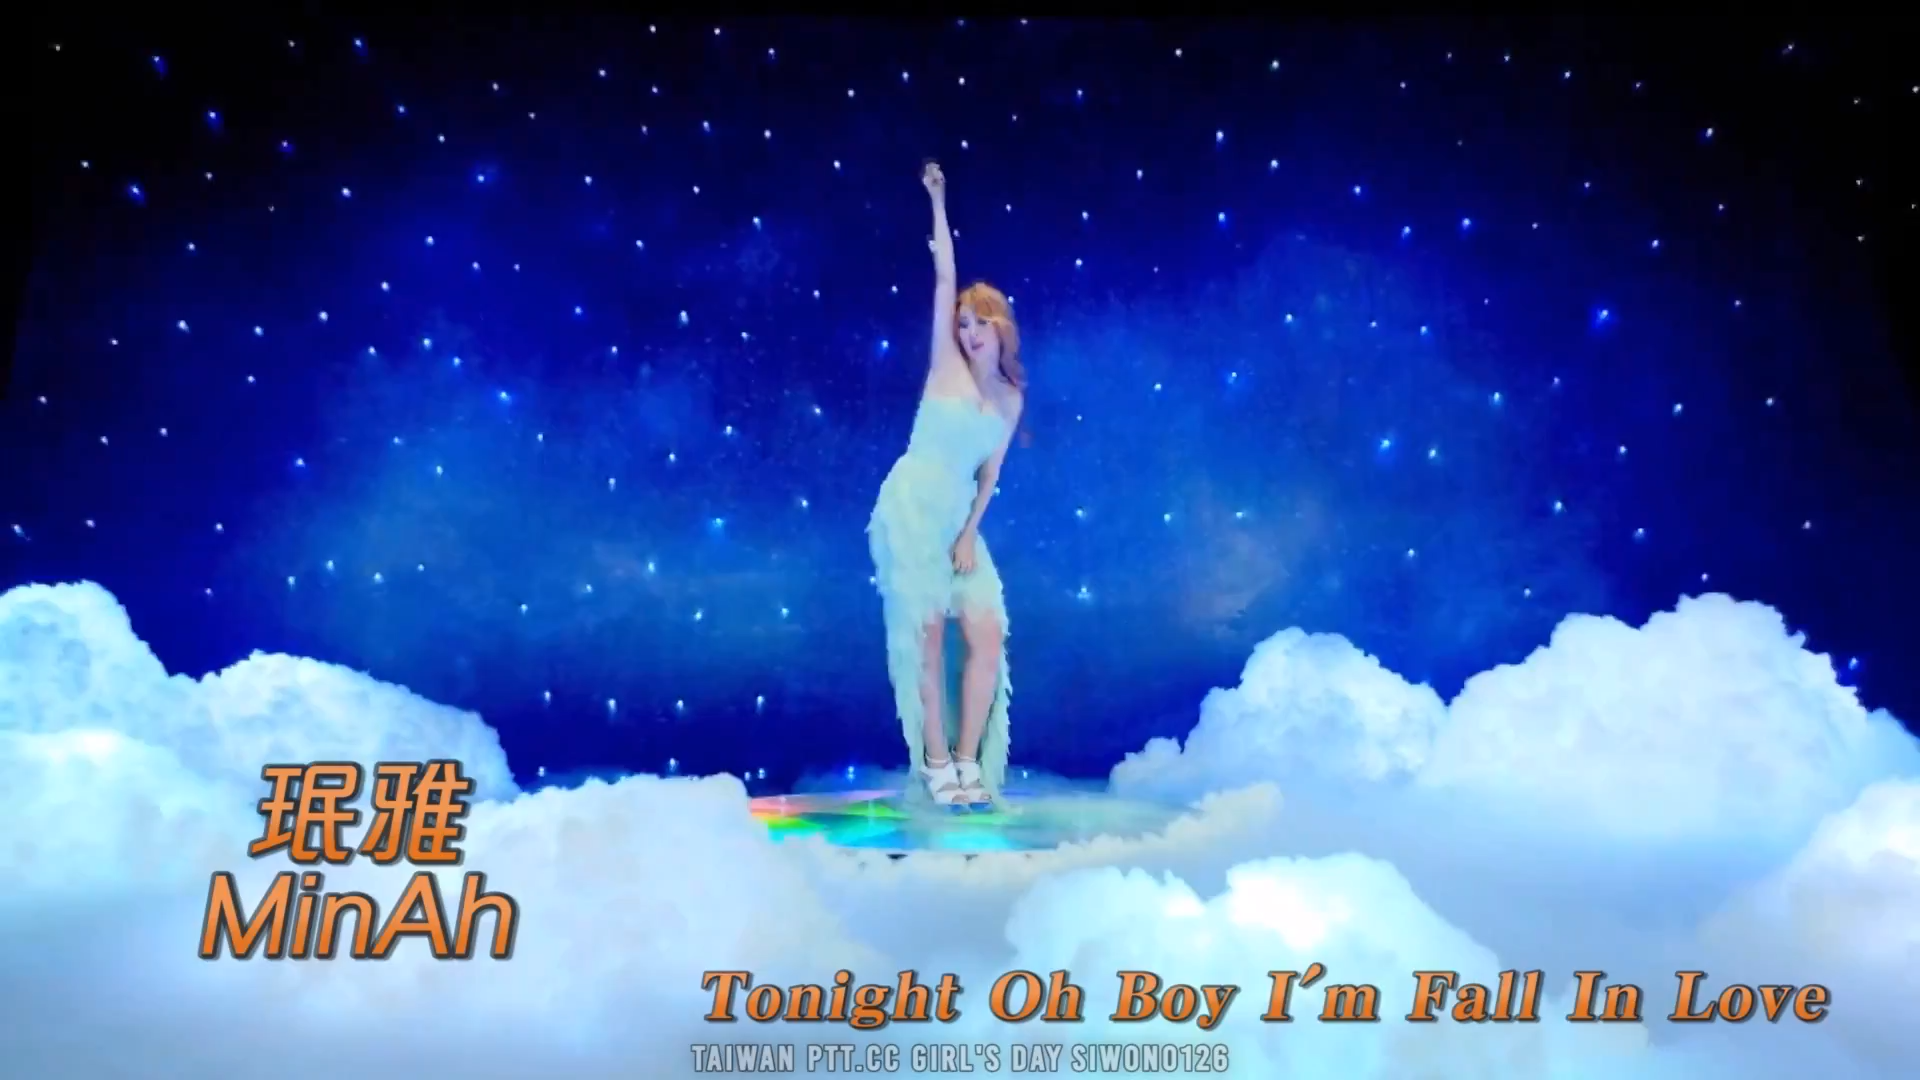 珉雅
MinAh
Tonight Oh Boy I'm Fall In Love
TAIWAN PTT.CC GIRL'S DAY SIWON0126